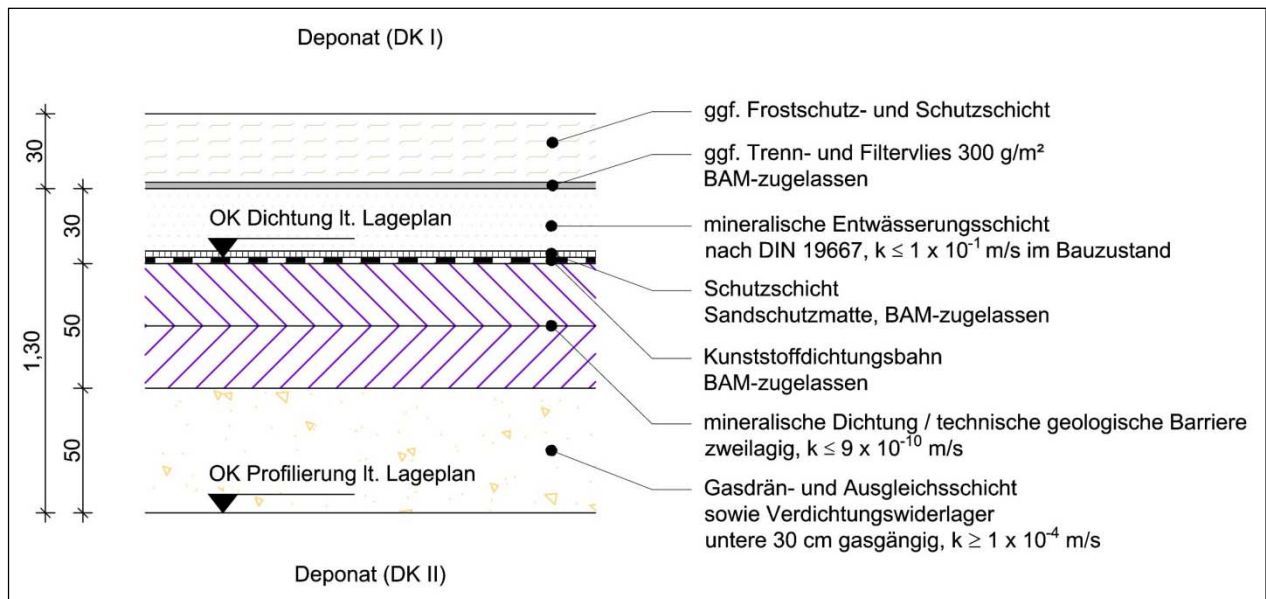 Deponat (DK I)
ggf. Frostschutz- und Schutzschicht
30
ggf. Trenn- und Filtervlies 300 g/m²
BAM-zugelassen
OK Dichtung lt. Lageplan
30
mineralische Entwässerungsschicht
nach DIN 19667, k ≤ 1 x 10⁻¹ m/s im Bauzustand
Schutzschicht
Sandschutzmatte, BAM-zugelassen
1,30
50
Kunststoffdichtungsbahn
BAM-zugelassen
mineralische Dichtung / technische geologische Barriere
zweilagig, k ≤ 9 x 10⁻¹⁰ m/s
50
OK Profilierung lt. Lageplan
Gasdrän- und Ausgleichsschicht
sowie Verdichtungswiderlager
untere 30 cm gasgängig, k ≥ 1 x 10⁻⁴ m/s
Deponat (DK II)